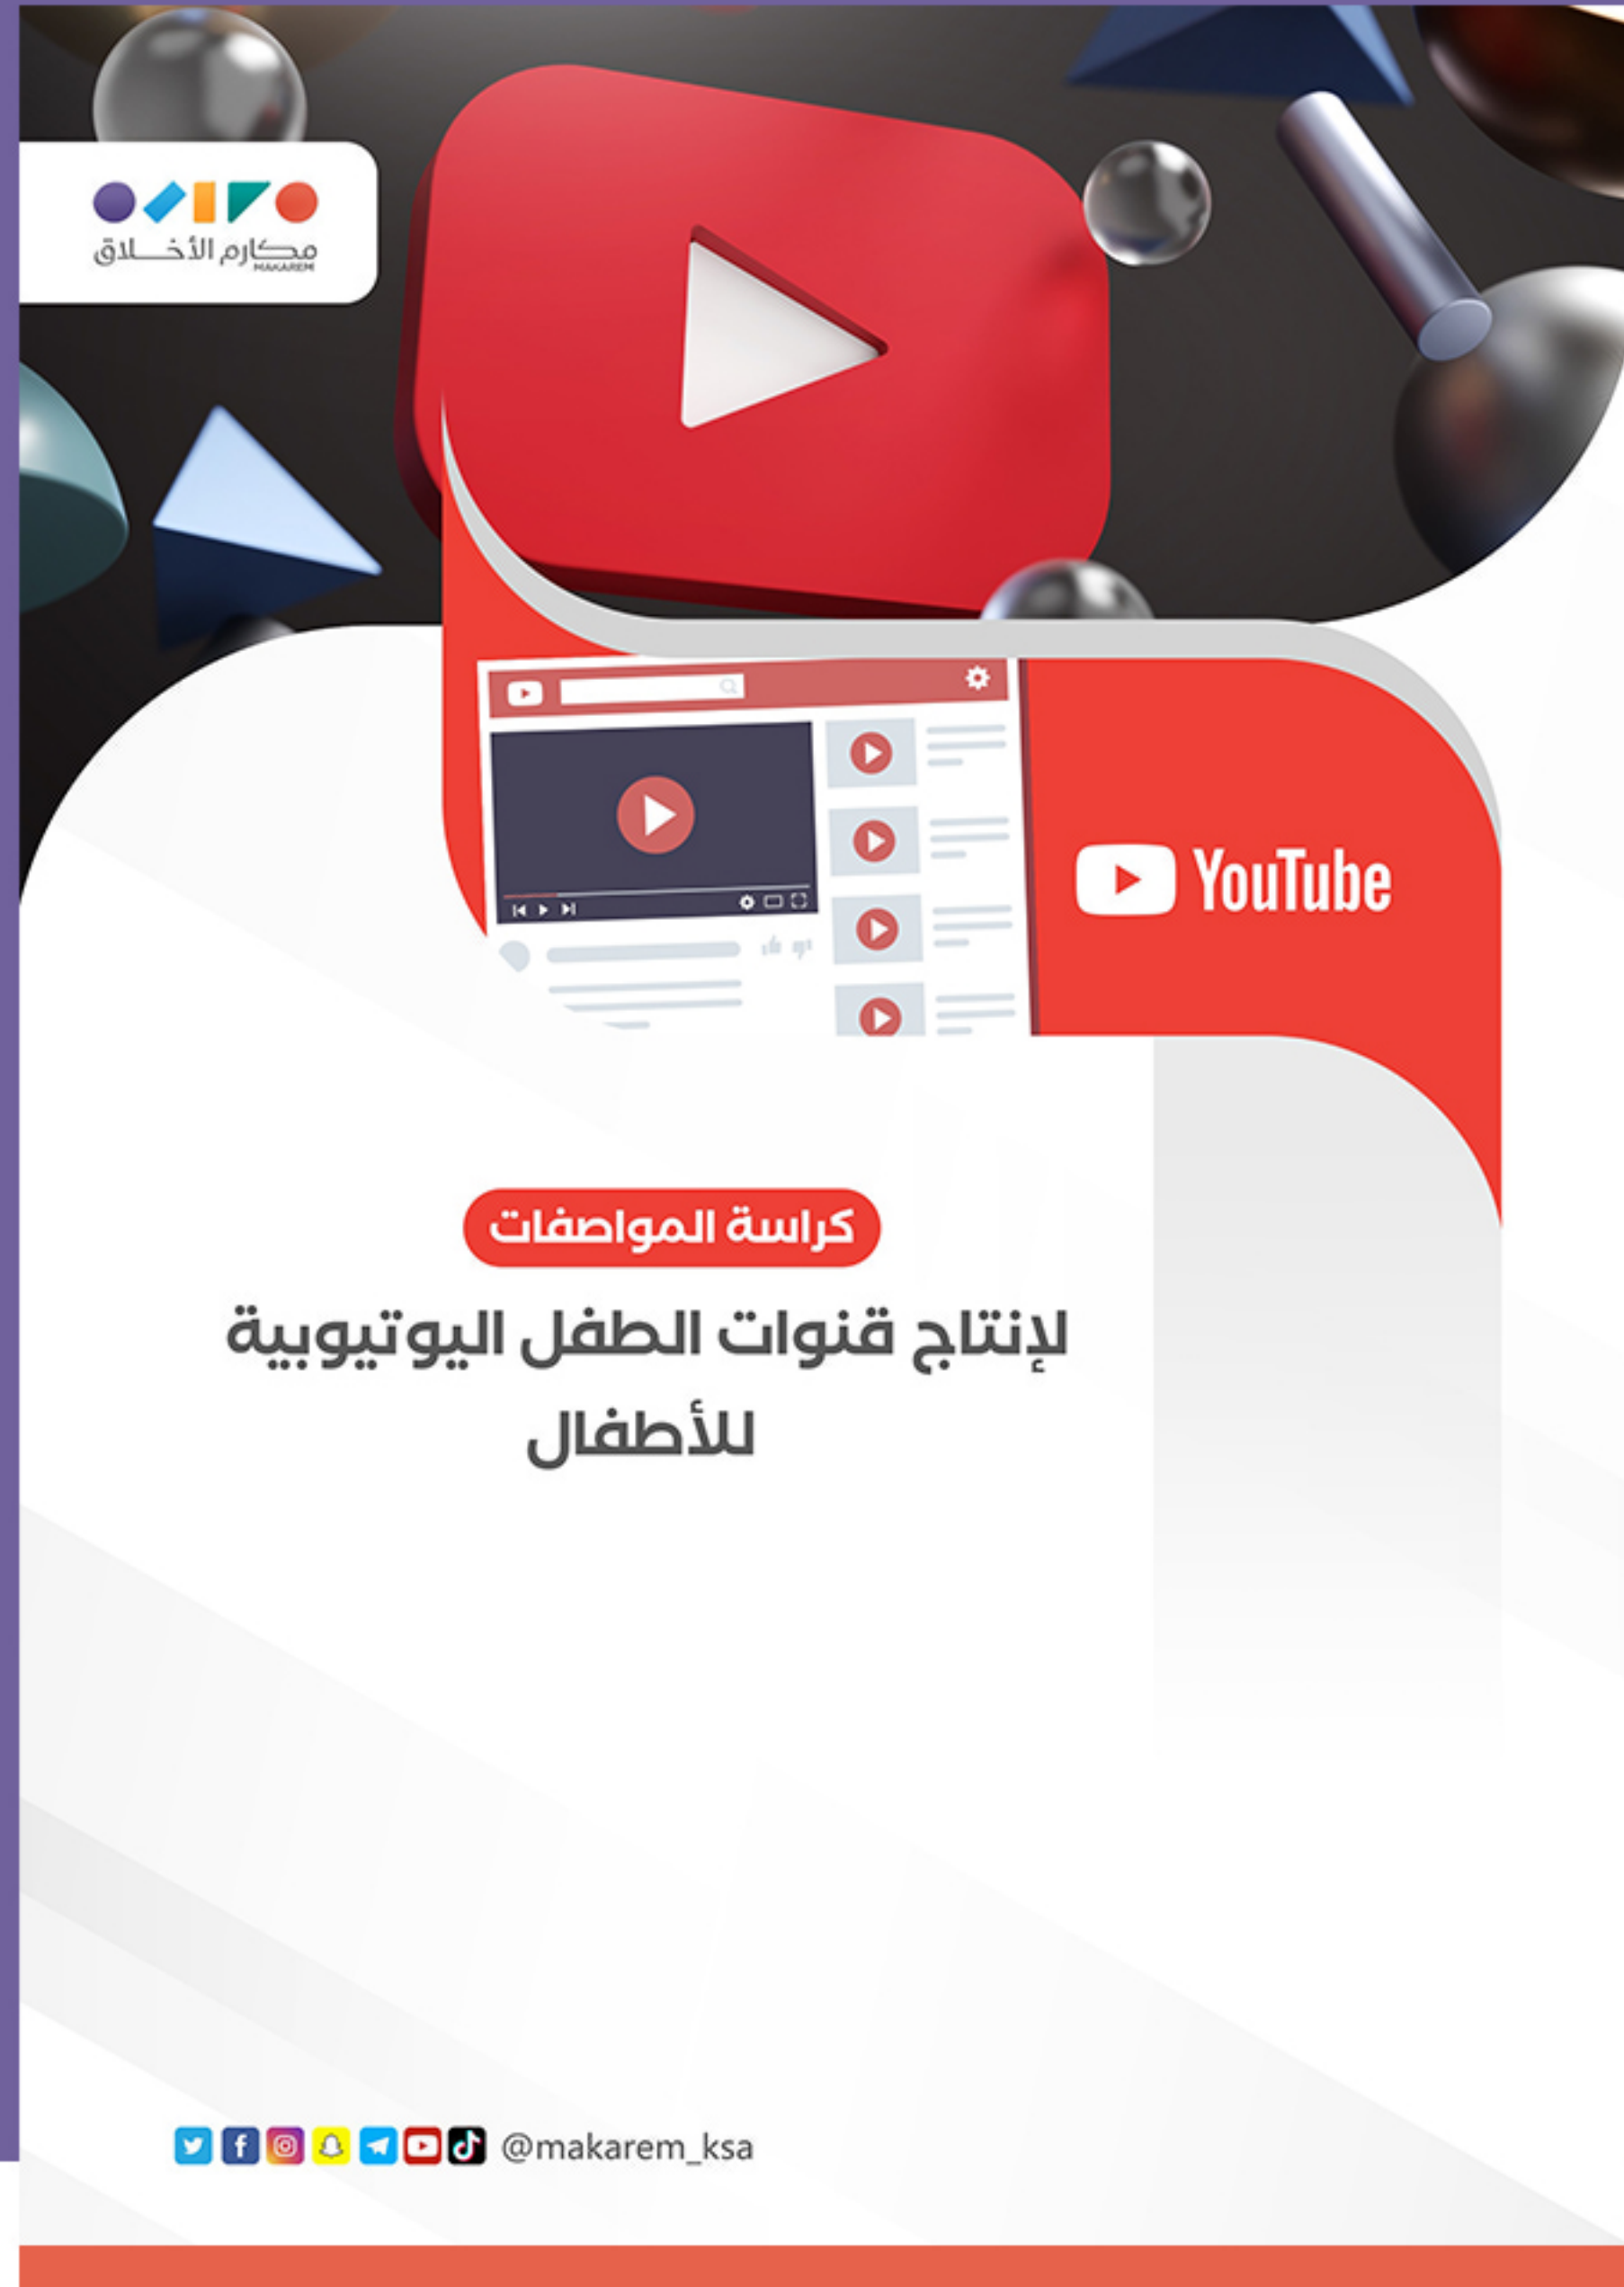 مكارم الأخلاق
MAKAREM
YouTube
كراسة المواصفات
لإنتاج قنوات الطفل اليوتيوبية
للأطفال
@makarem_ksa